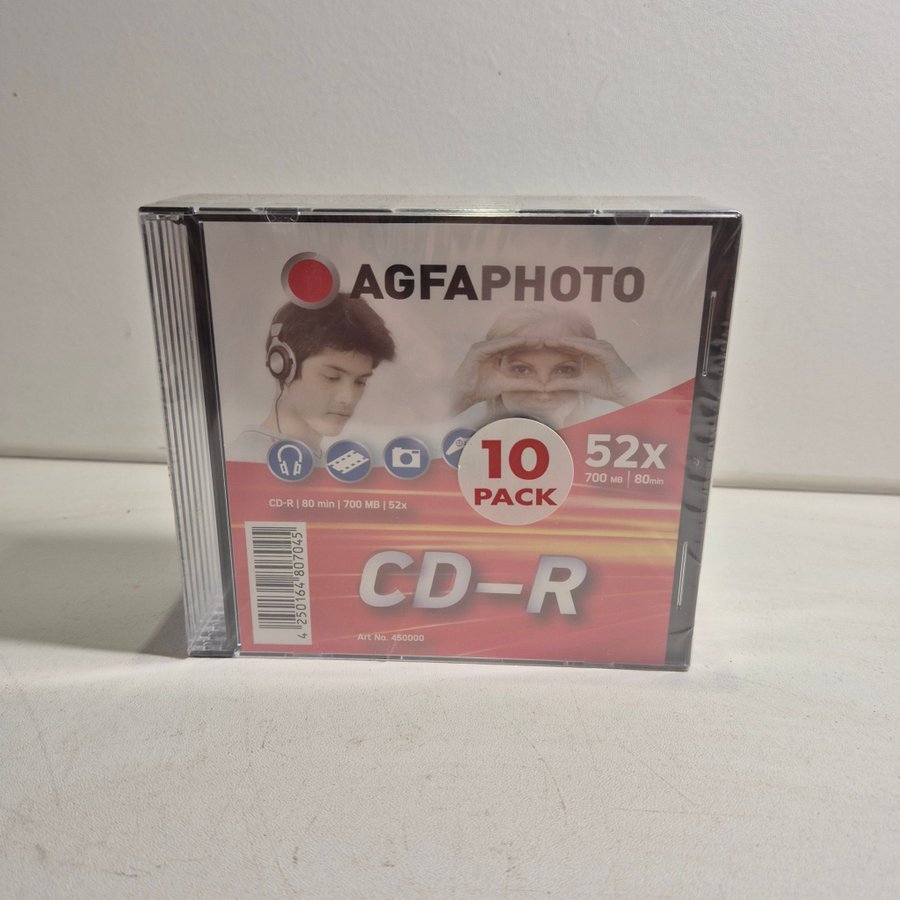 AGFAPHOTO
10
PACK
52x
700 MB | 80min
CD-R | 80 min | 700 MB | 52x
CD-R
4 250164 807045
Art No. 450000